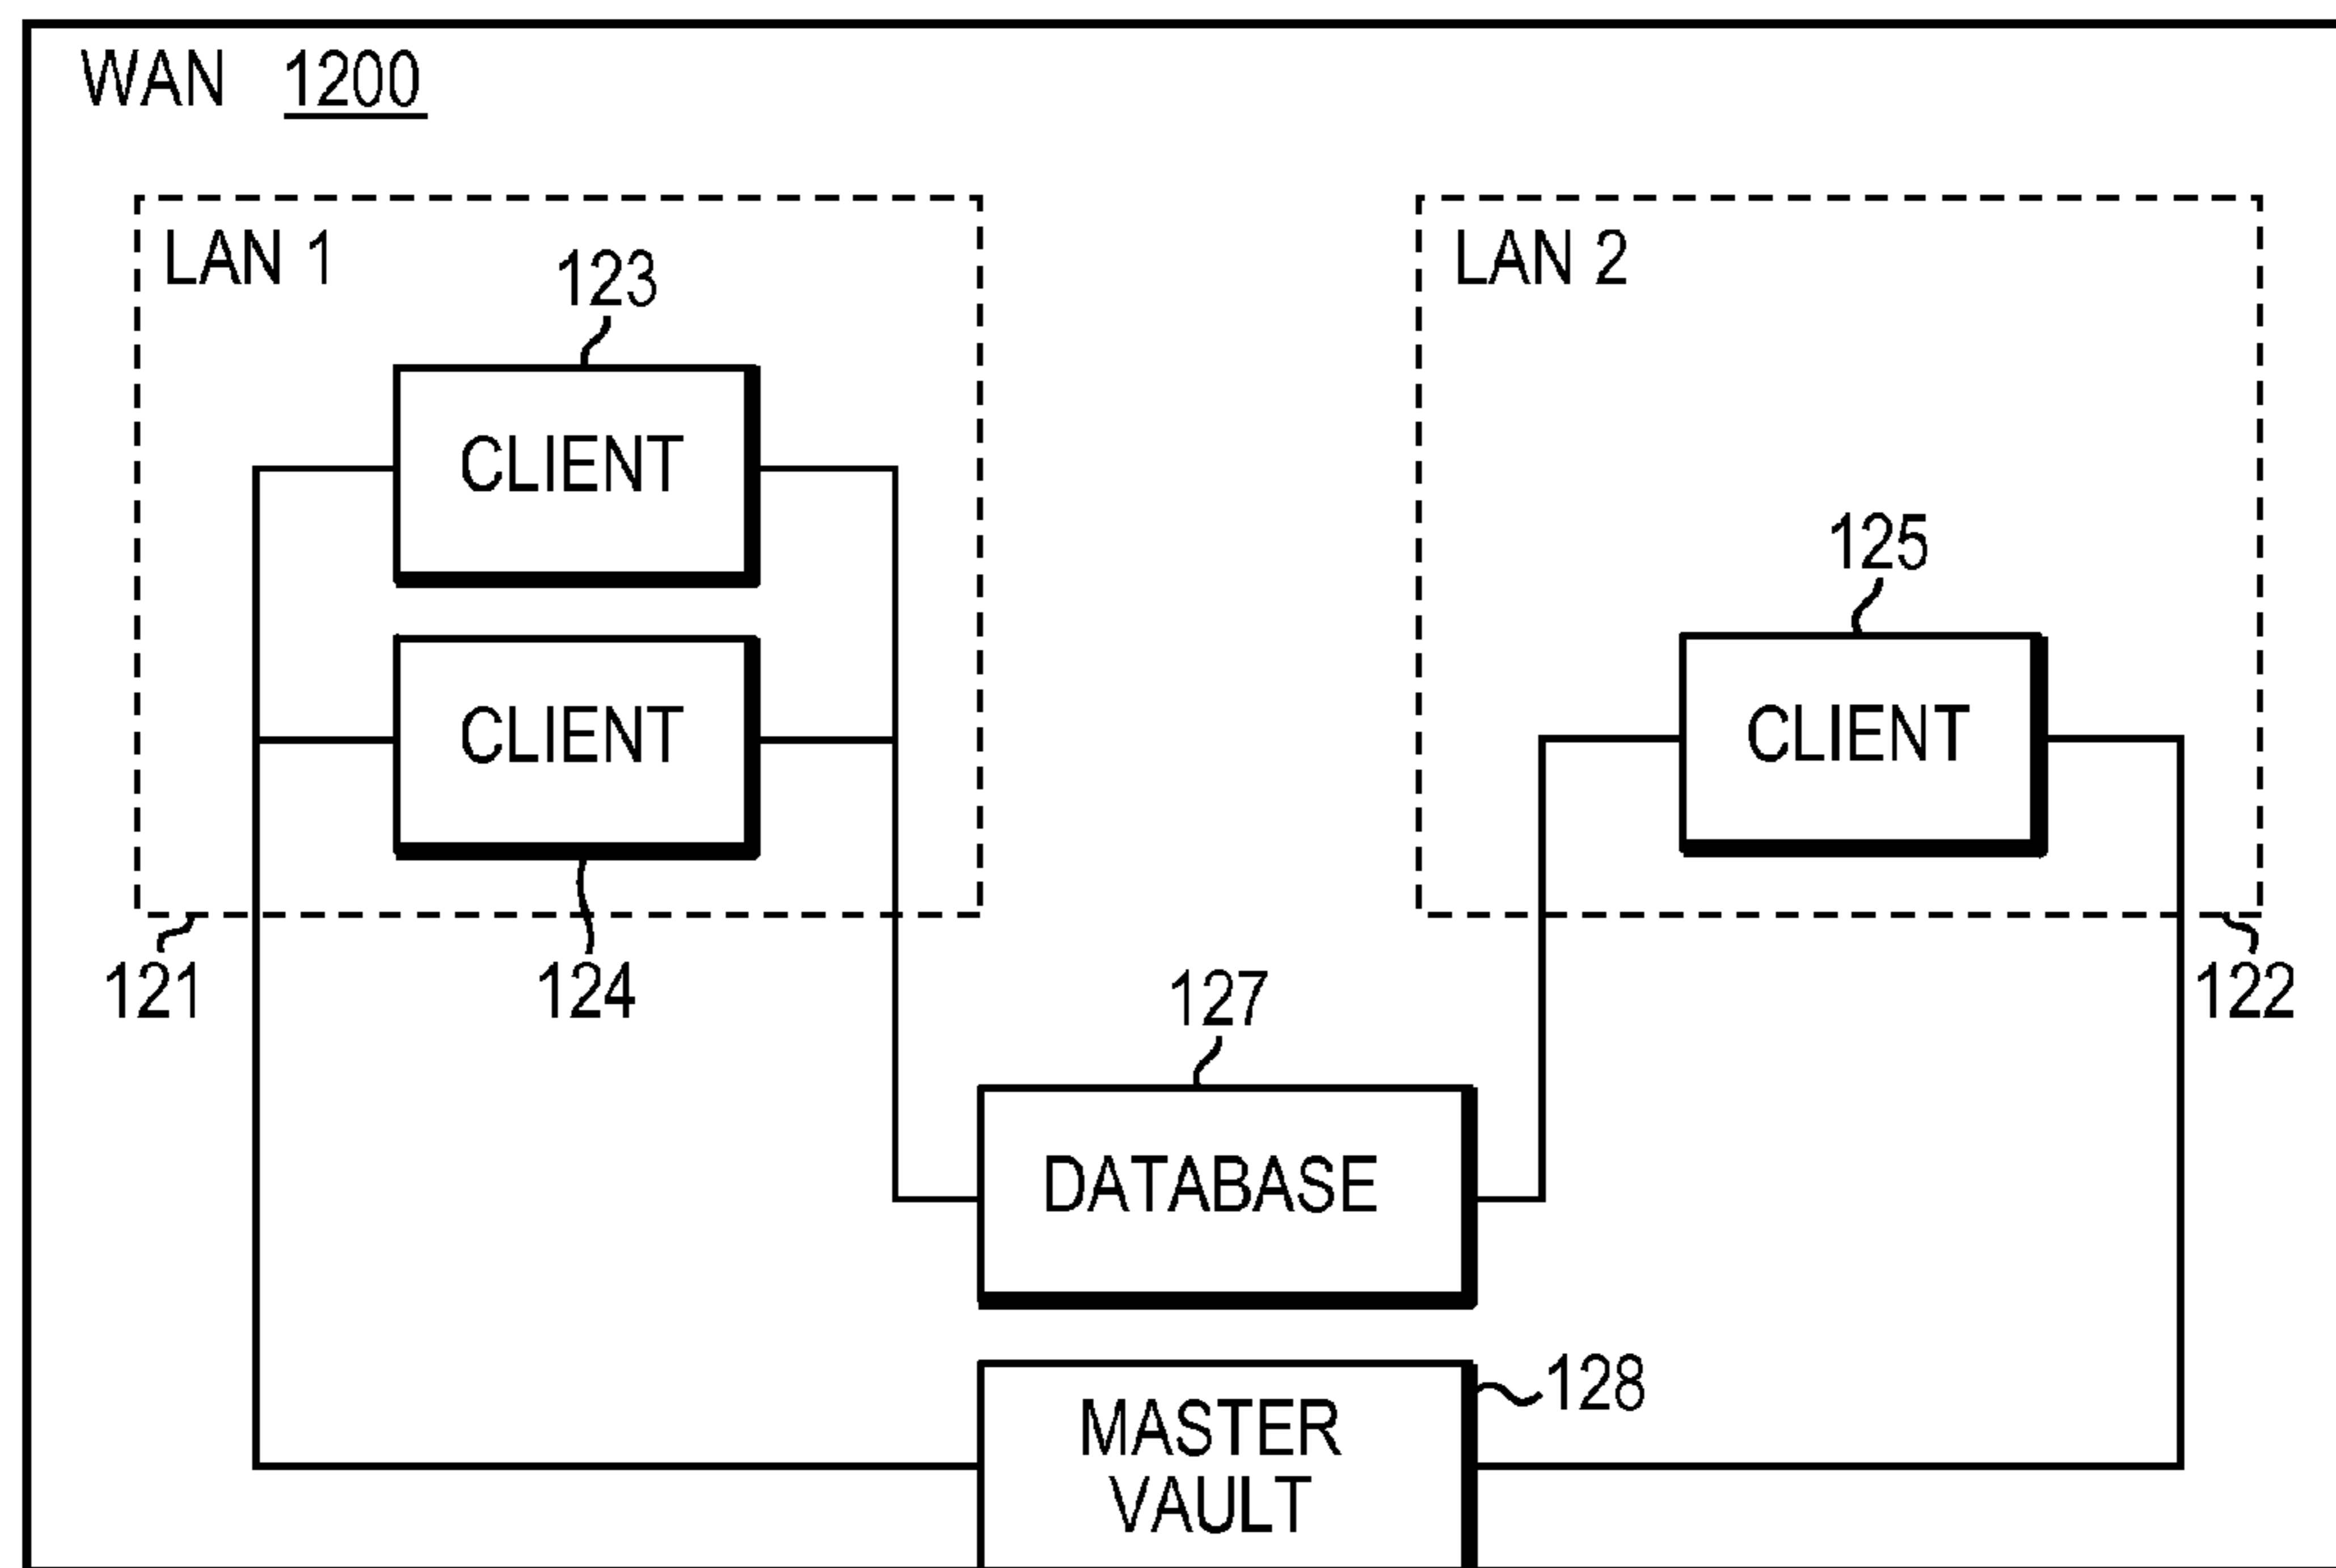 WAN 1200
LAN 1
LAN 2
123
CLIENT
125
CLIENT
CLIENT
121
124
127
122
DATABASE
128
MASTER
VAULT